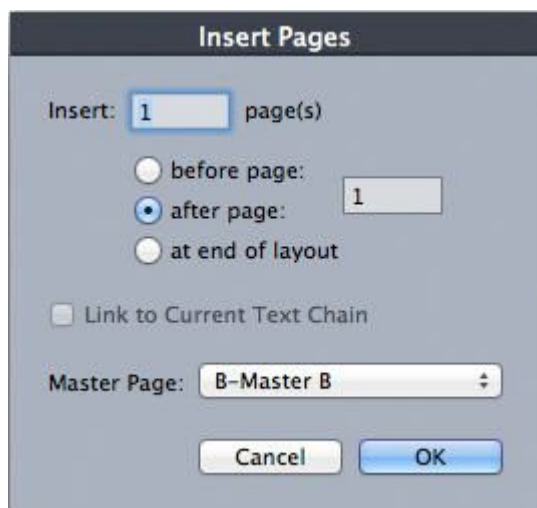 Insert Pages
Insert: 1 page(s)
before page:
after page: 1
at end of layout
Link to Current Text Chain
Master Page: B-Master B
Cancel OK